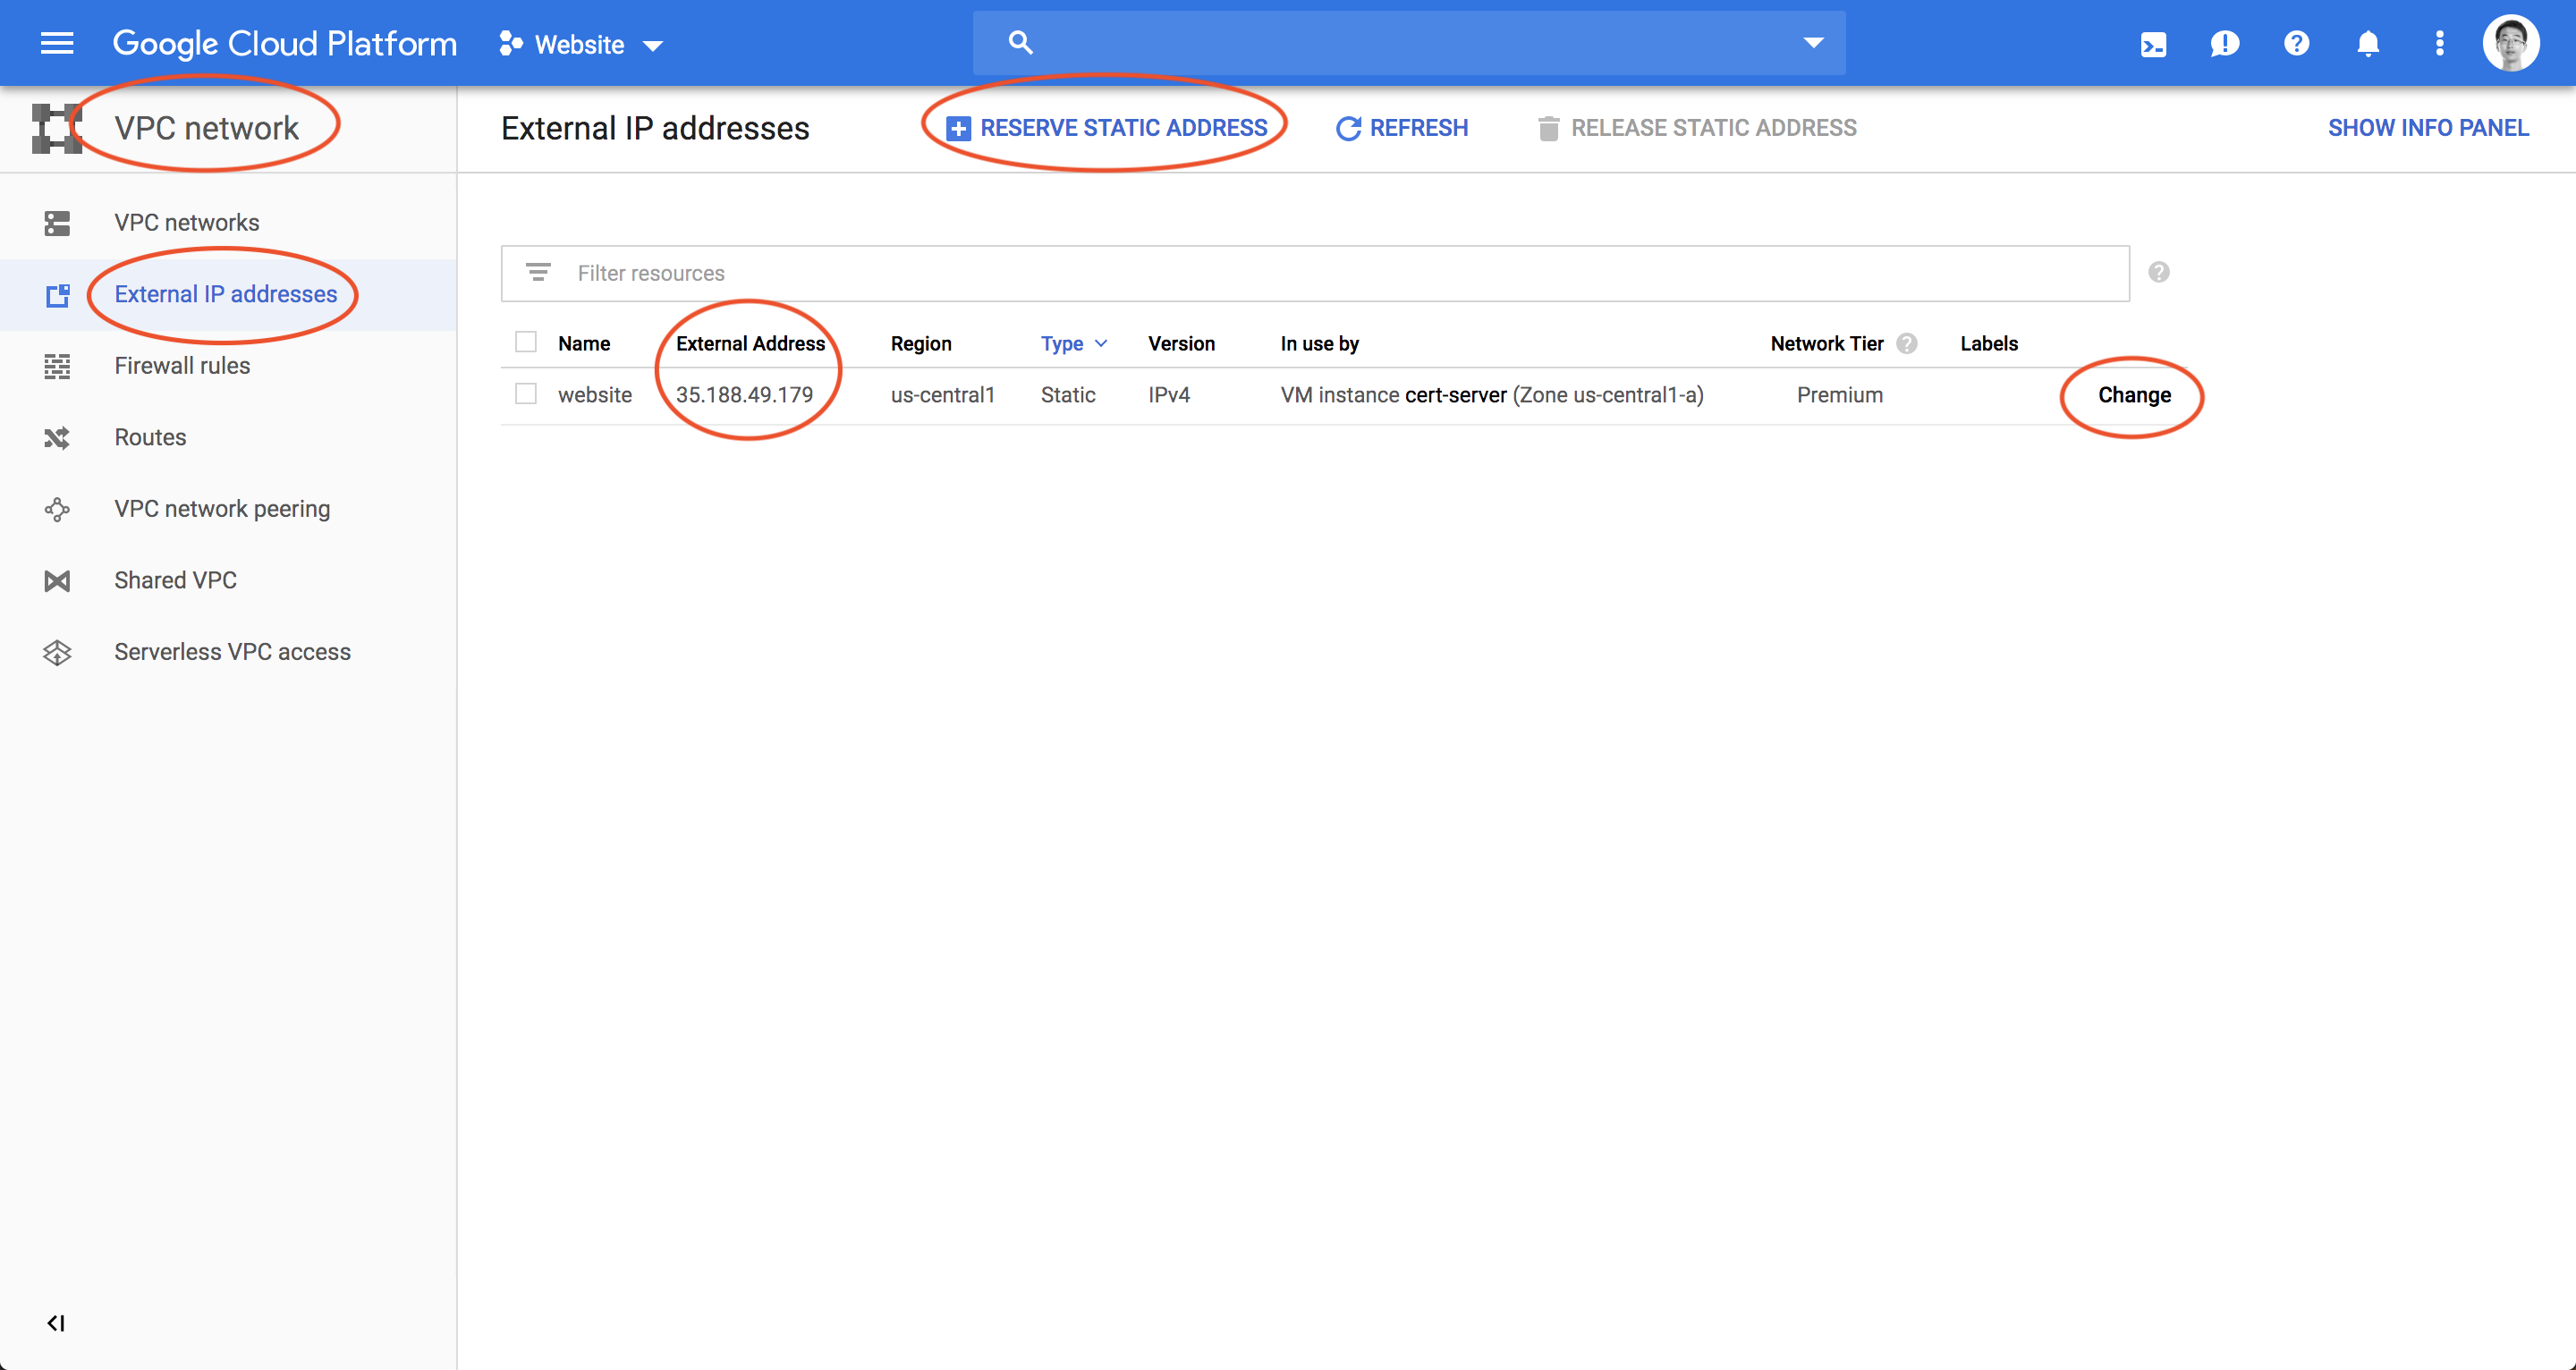 Google Cloud Platform Website
VPC network
External IP addresses RESERVE STATIC ADDRESS REFRESH RELEASE STATIC ADDRESS SHOW INFO PANEL
VPC networks
External IP addresses
Firewall rules
Routes
VPC network peering
Shared VPC
Serverless VPC access
Filter resources
Name External Address Region Type Version In use by Network Tier Labels
website 35.188.49.179 us-central1 Static IPv4 VM instance cert-server (Zone us-central1-a) Premium Change